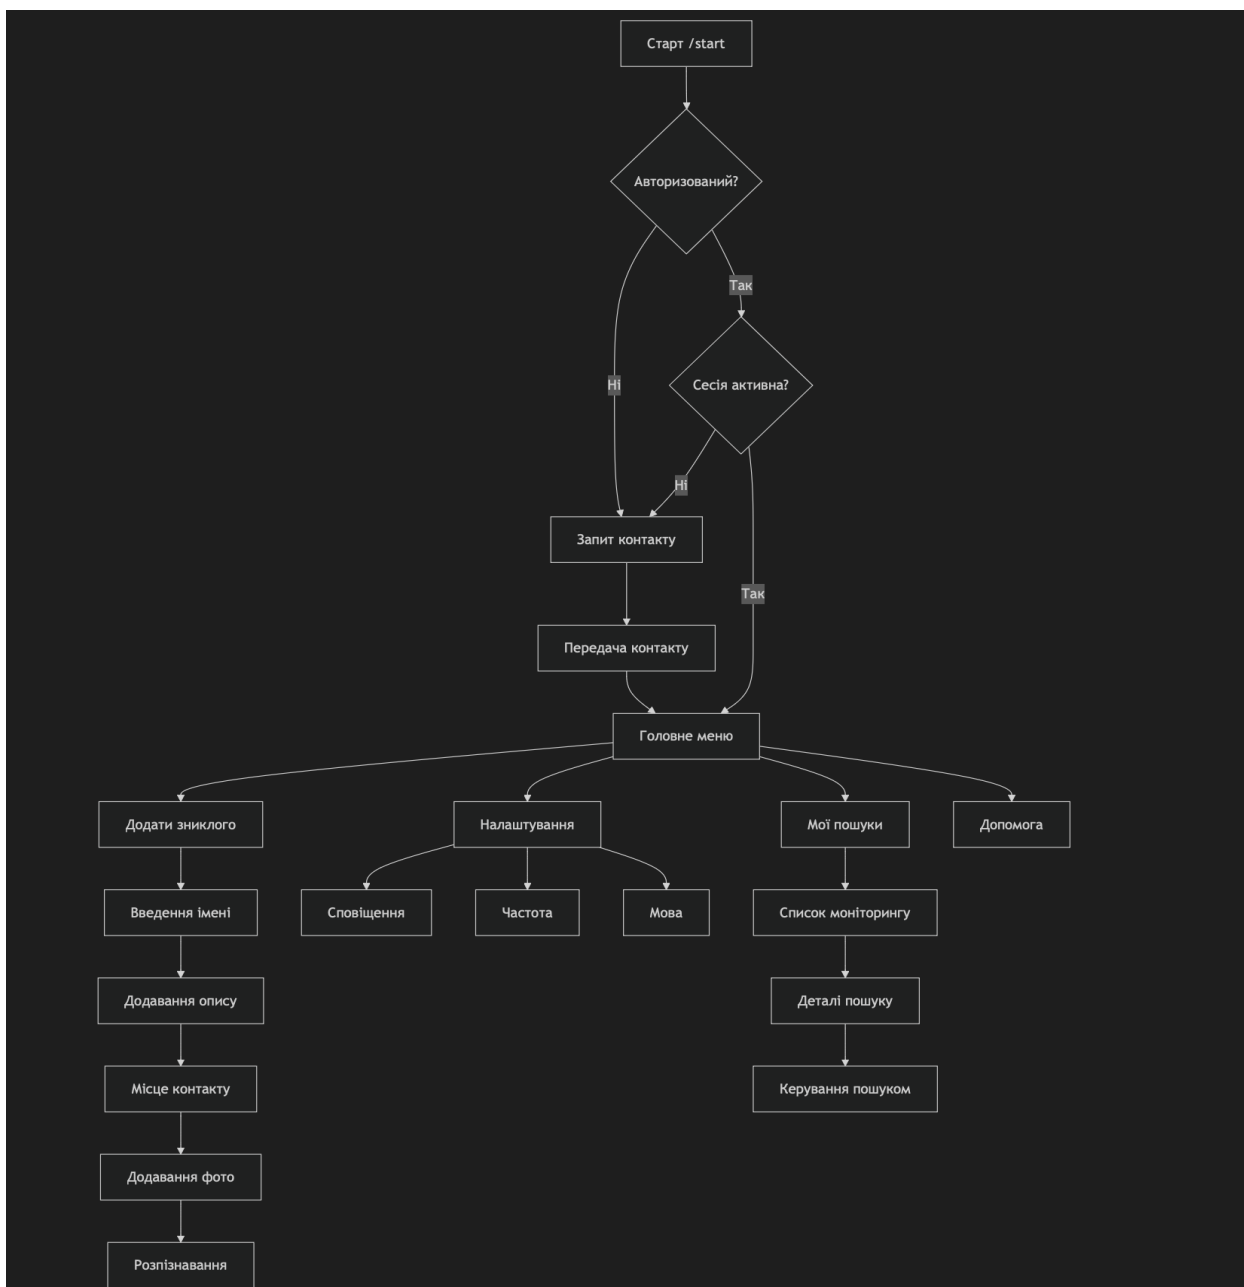 Старт /start
Авторизований?
Так
Ні
Сесія активна?
Ні
Запит контакту
Так
Передача контакту
Головне меню
Додати зниклого
Налаштування
Мої пошуки
Допомога
Введення імені
Сповіщення
Частота
Мова
Список моніторингу
Додавання опису
Деталі пошуку
Місце контакту
Керування пошуком
Додавання фото
Розпізнавання